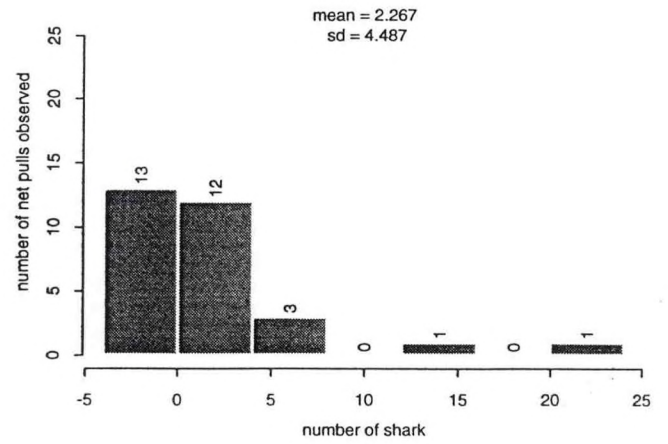 mean = 2.267
sd = 4.487
number of net pulls observed
25
20
15
10
5
0
13
12
3
0
1
0
1
-5 0 5 10 15 20 25
number of shark